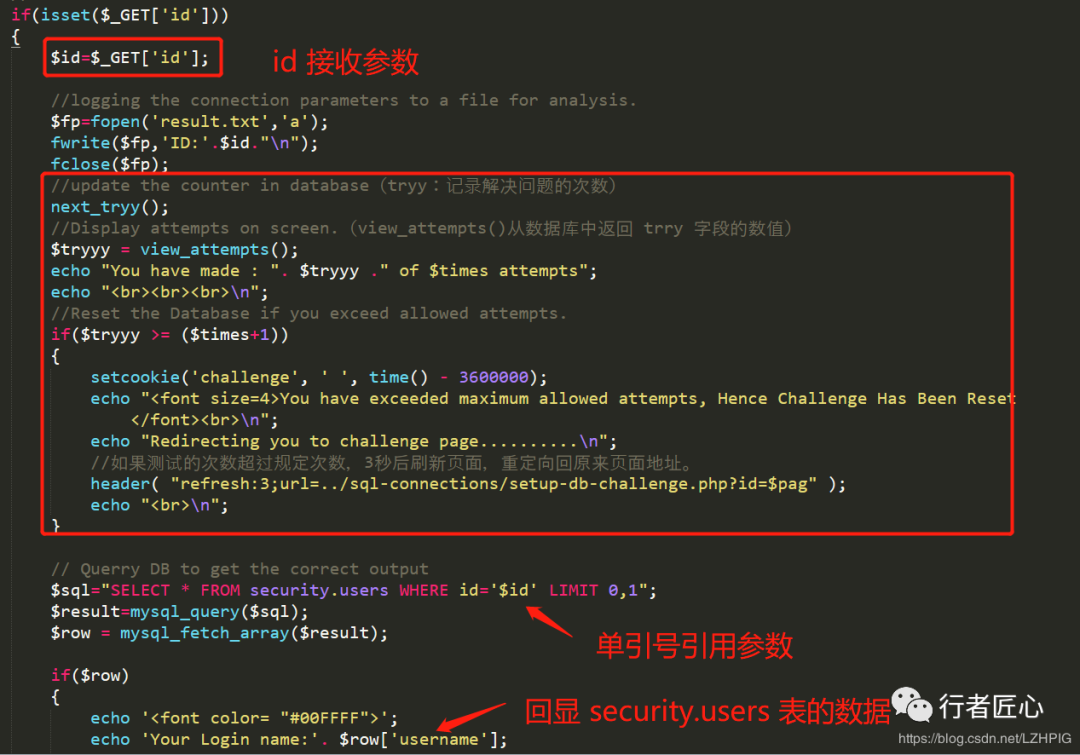 if(isset($_GET['id']))
{
$id=$_GET['id'];
id 接收参数
//logging the connection parameters to a file for analysis.
$fp=fopen('result.txt','a');
fwrite($fp,'ID:'.$id."\n");
fclose($fp);
//update the counter in database（tryy：记录解决问题的次数）
next_tryy();
//Display attempts on screen.（view_attempts()从数据库中返回 trry 字段的数值）
$tryyy = view_attempts();
echo "You have made : ". $tryyy ." of $times attempts";
echo "<br><br><br>\n";
//Reset the Database if you exceed allowed attempts.
if($tryyy >= ($times+1))
{
setcookie('challenge', ' ', time() - 3600000);
echo "<font size=4>You have exceeded maximum allowed attempts, Hence Challenge Has Been Reset
</font><br>\n";
echo "Redirecting you to challenge page..........\n";
//如果测试的次数超过规定次数，3秒后刷新页面，重定向回原来页面地址。
header( "refresh:3;url=../sql-connections/setup-db-challenge.php?id=$pag" );
echo "<br>\n";
}
// Querry DB to get the correct output
$sql="SELECT * FROM security.users WHERE id='$id' LIMIT 0,1";
$result=mysql_query($sql);
$row = mysql_fetch_array($result);
单引号引用参数
if($row)
{
echo '<font color= "#00FFFF">';
回显 security.users 表的数据
echo 'Your Login name:'. $row['username'];
行者匠心
https://blog.csdn.net/LZHPIG